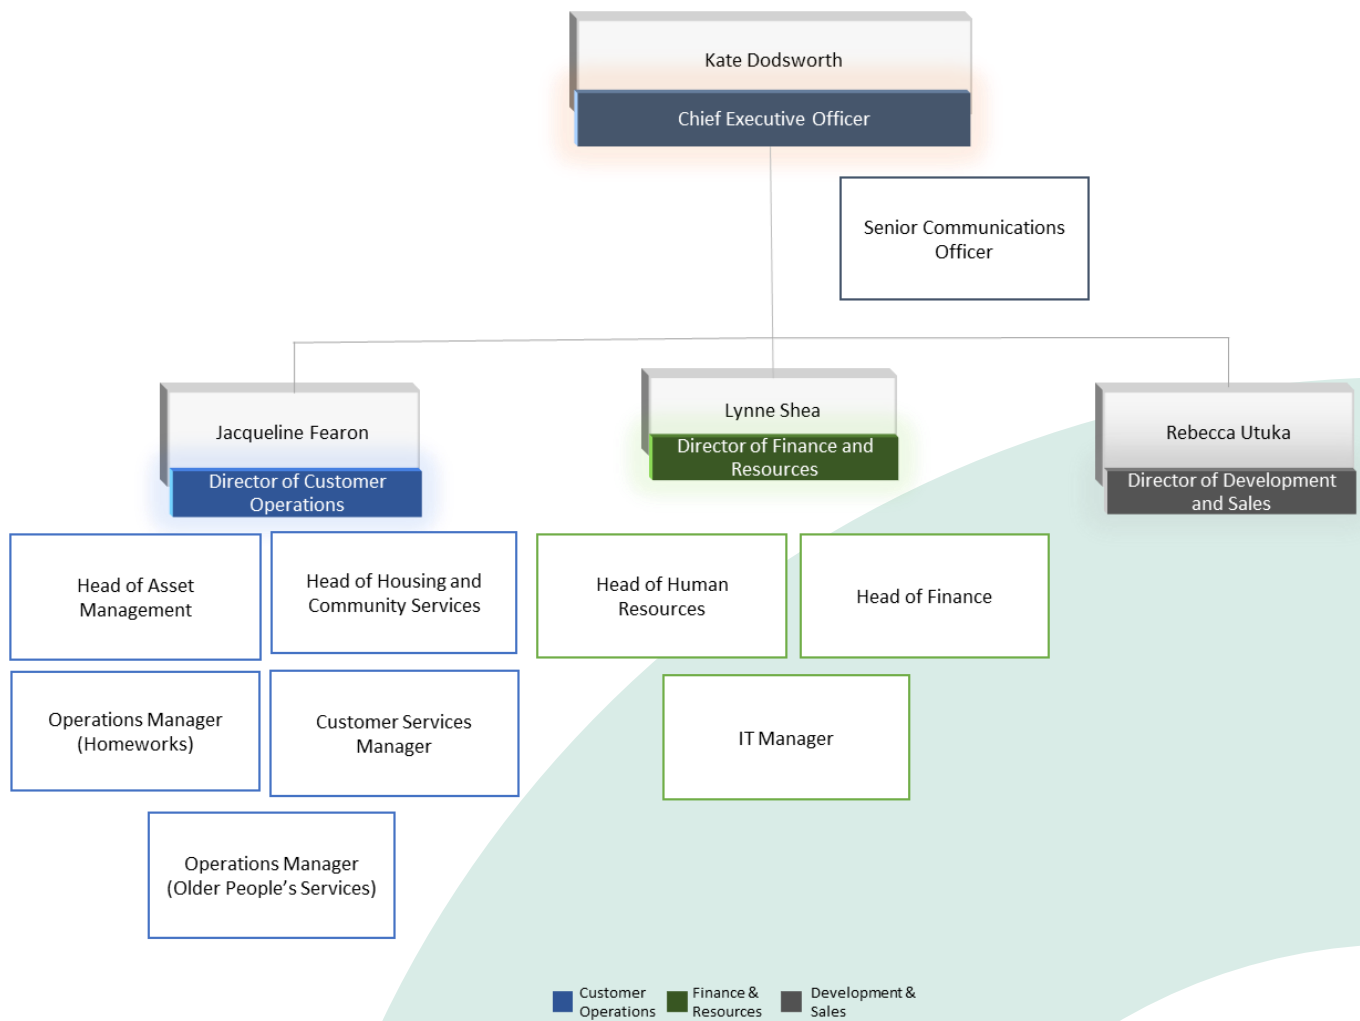 Kate Dodsworth
Chief Executive Officer
Senior Communications
Officer
Jacqueline Fearon
Director of Customer
Operations
Lynne Shea
Director of Finance and
Resources
Rebecca Utuka
Director of Development
and Sales
Head of Asset
Management
Head of Housing and
Community Services
Head of Human
Resources
Head of Finance
Operations Manager
(Homeworks)
Customer Services
Manager
IT Manager
Operations Manager
(Older People’s Services)
Customer
Operations
Finance &
Resources
Development &
Sales